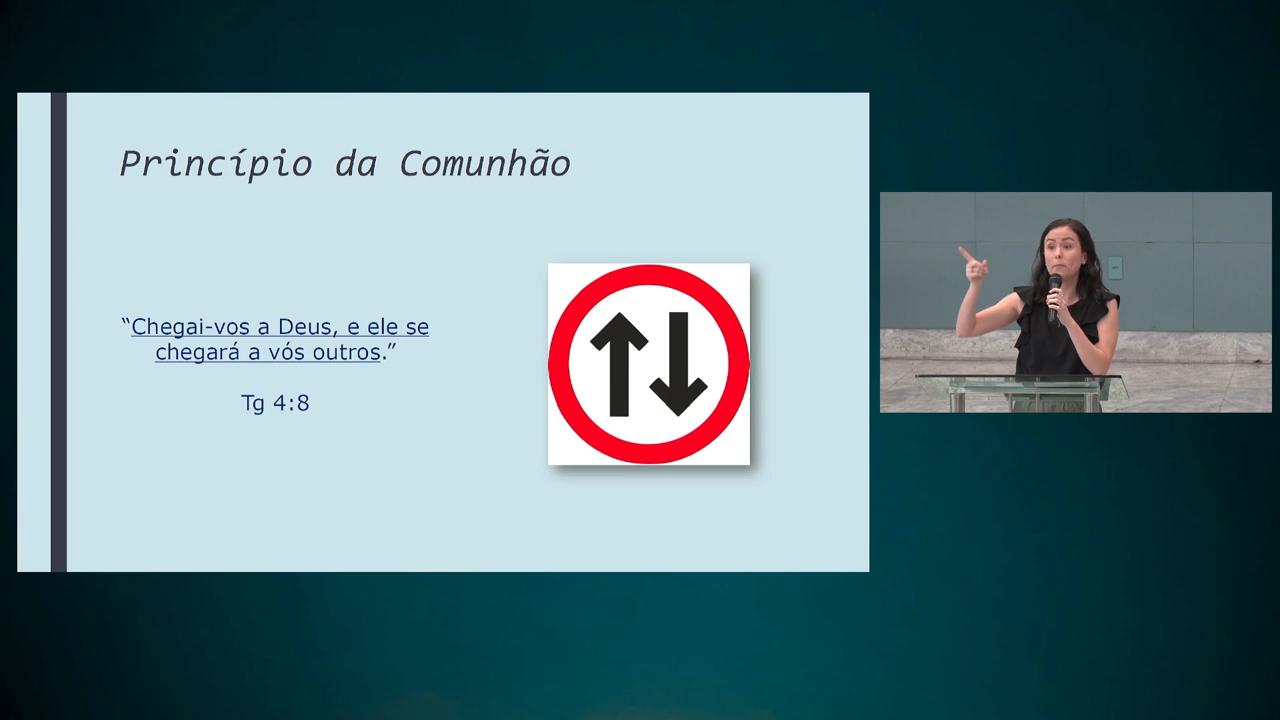 Princípio da Comunhão
“Chegai-vos a Deus, e ele se
chegará a vós outros.”
Tg 4:8